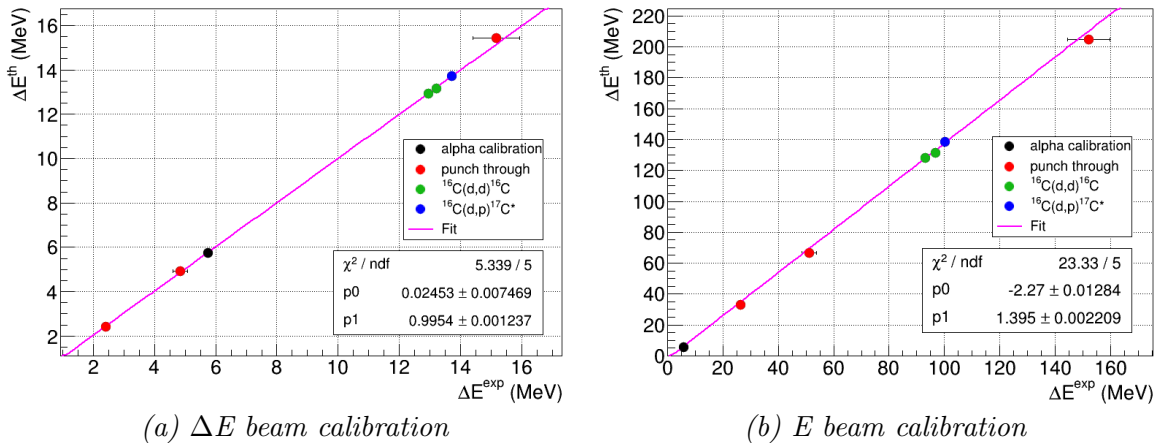 ΔE^th (MeV)
16
14
12
10
8
6
4
2
2 4 6 8 10 12 14 16
ΔE^exp (MeV)
alpha calibration
punch through
^16C(d,d)^16C
^16C(d,p)^17C*
Fit
χ² / ndf 5.339 / 5
p0 0.02453 ± 0.007469
p1 0.9954 ± 0.001237
(a) ΔE beam calibration
ΔE^th (MeV)
220
200
180
160
140
120
100
80
60
40
20
0
0 20 40 60 80 100 120 140 160
ΔE^exp (MeV)
alpha calibration
punch through
^16C(d,d)^16C
^16C(d,p)^17C*
Fit
χ² / ndf 23.33 / 5
p0 -2.27 ± 0.01284
p1 1.395 ± 0.002209
(b) E beam calibration